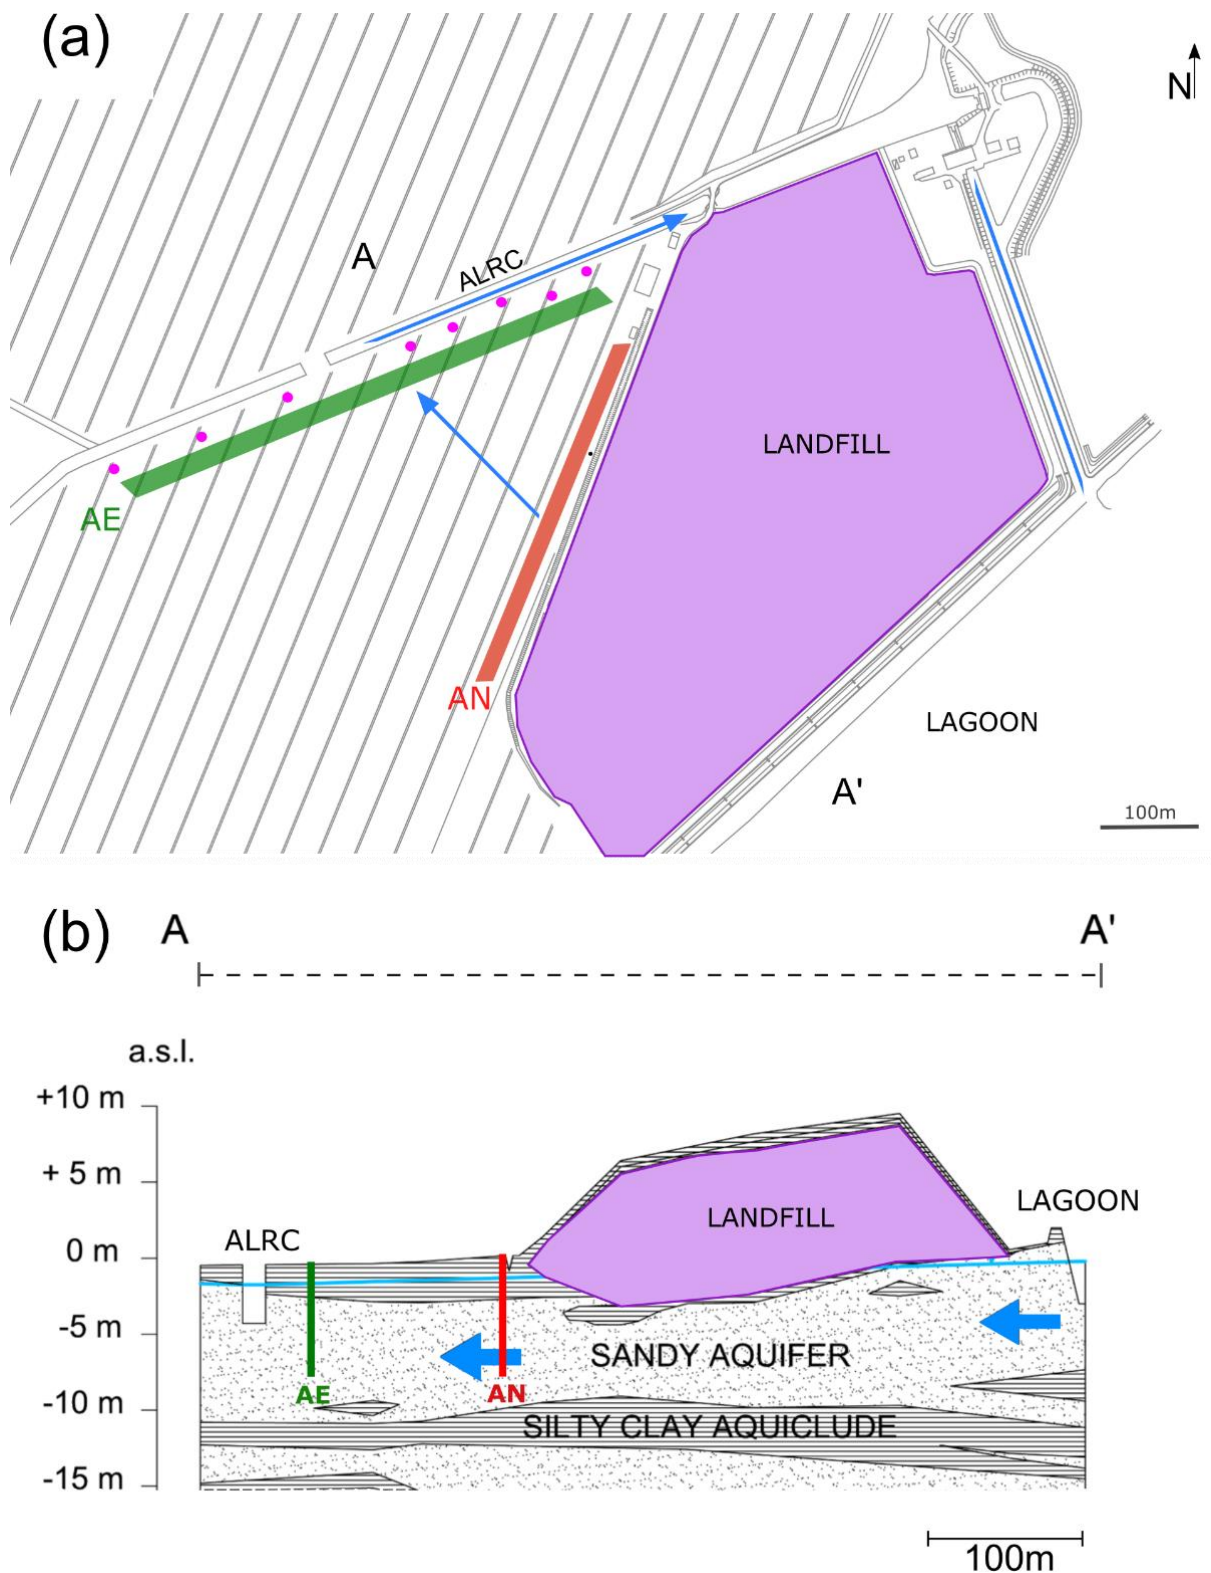 (a)
N
A
ALRC
AE
LANDFILL
AN
LAGOON
A'
100m
(b)
A
A'
a.s.l.
+10 m
+ 5 m
LAGOON
LANDFILL
ALRC
0 m
-5 m
SANDY AQUIFER
AE
AN
-10 m
SILTY CLAY AQUICLUDE
-15 m
100m